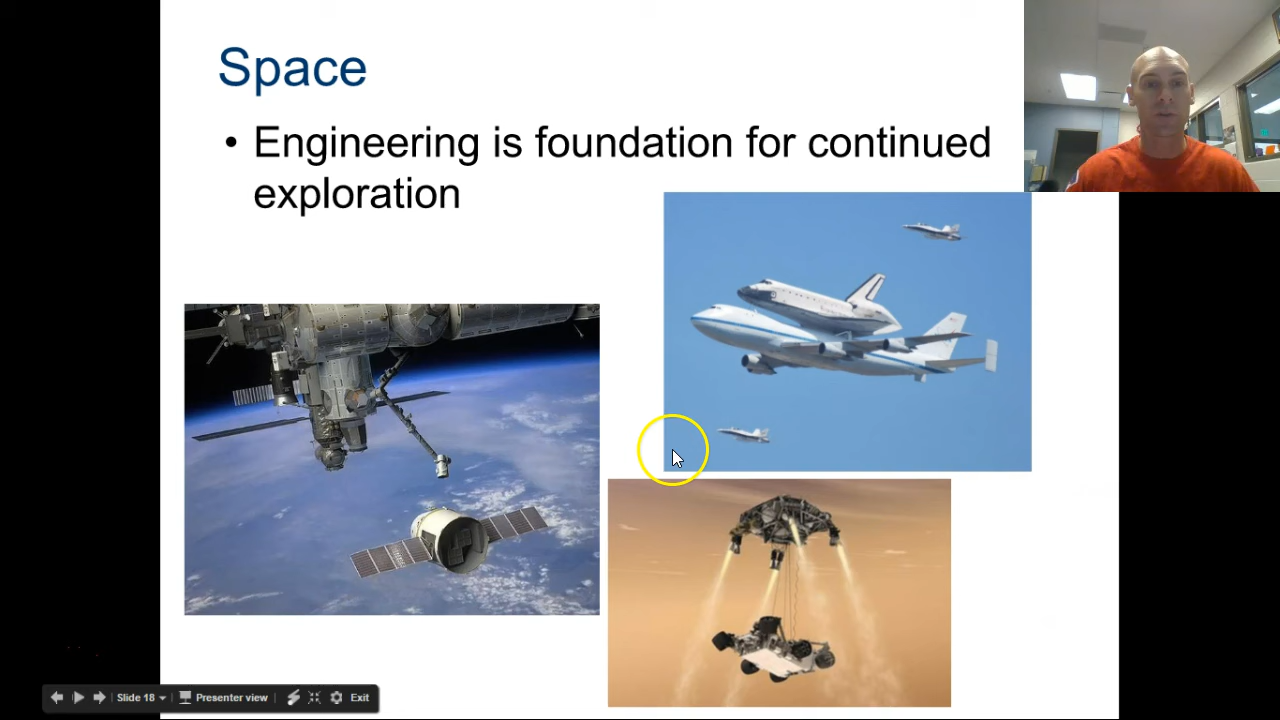 Space
• Engineering is foundation for continued
exploration
Slide 18
Presenter view
Exit